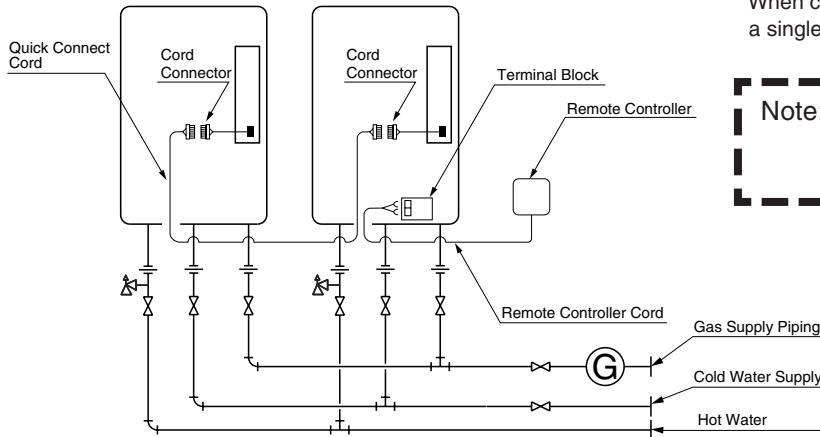 When c
a single
Quick Connect
Cord
Cord
Connector
Cord
Connector
Terminal Block
Remote Controller
Note:
Remote Controller Cord
G
Gas Supply Piping
Cold Water Supply
Hot Water